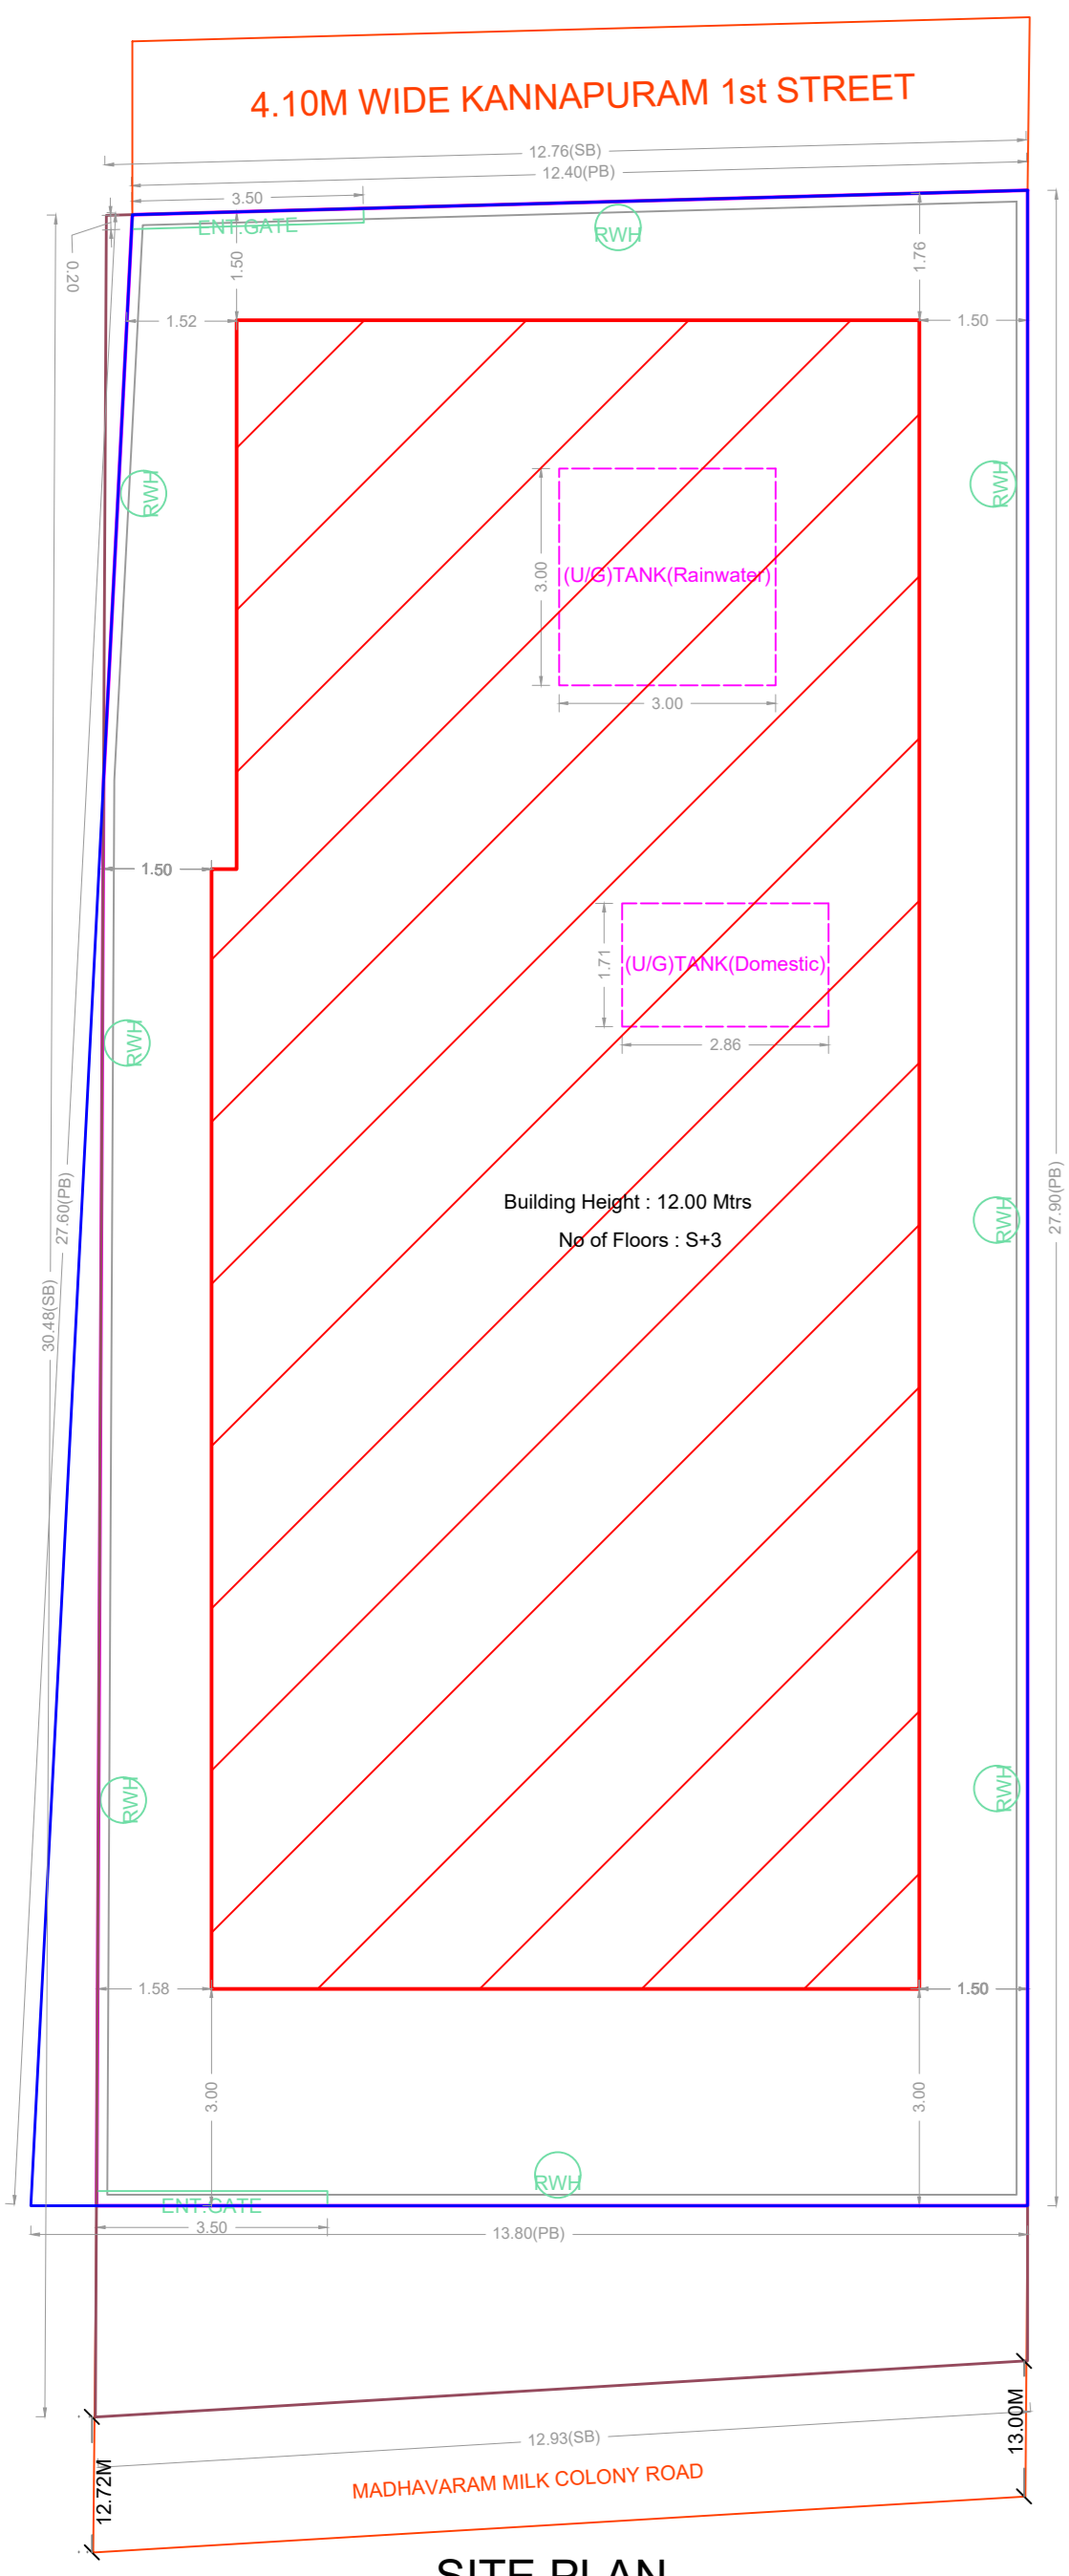 4.10M WIDE KANNAPURAM 1st STREET
12.76(SB)
12.40(PB)
3.50
ENT.GATE
RWH
0.20
1.50
1.76
1.52
1.50
RWH
RWH
3.00
(U/G)TANK(Rainwater)
3.00
1.50
1.71
(U/G)TANK(Domestic)
2.86
RWH
27.60(PB)
Building Height : 12.00 Mtrs
27.90(PB)
RWH
No of Floors : S+3
30.48(SB)
RWH
RWH
1.58
1.50
3.00
3.00
RWH
ENT.GATE
3.50
13.80(PB)
13.00M
12.93(SB)
12.72M
MADHAVARAM MILK COLONY ROAD
SITE PLAN